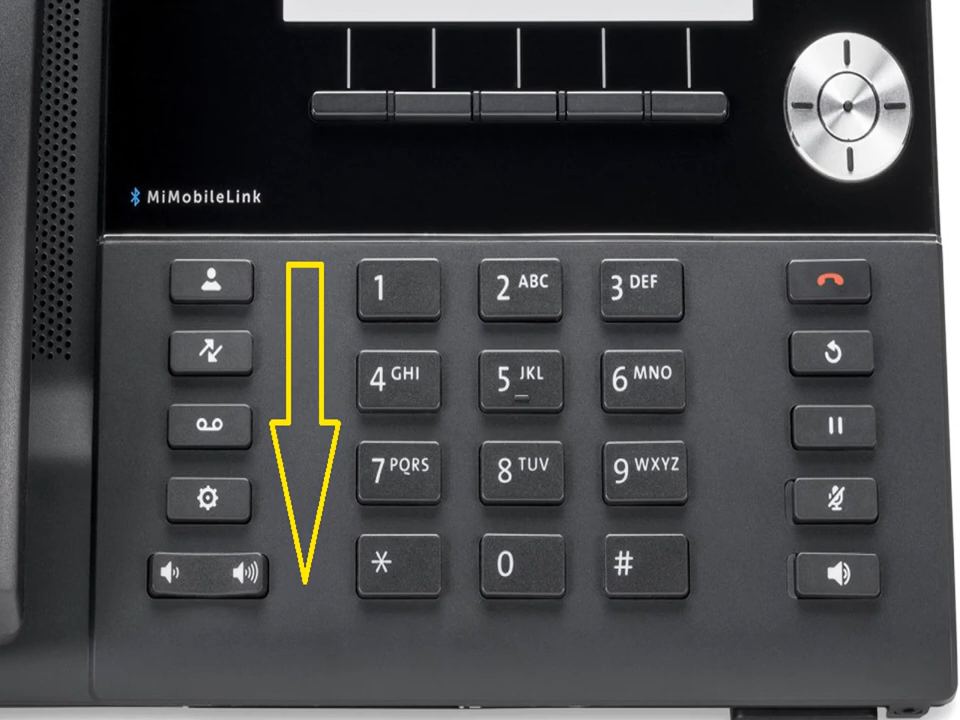 MiMobileLink
1 2 ABC 3 DEF
4 GHI 5 JKL 6 MNO
7 PQRS 8 TUV 9 WXYZ
* 0 #